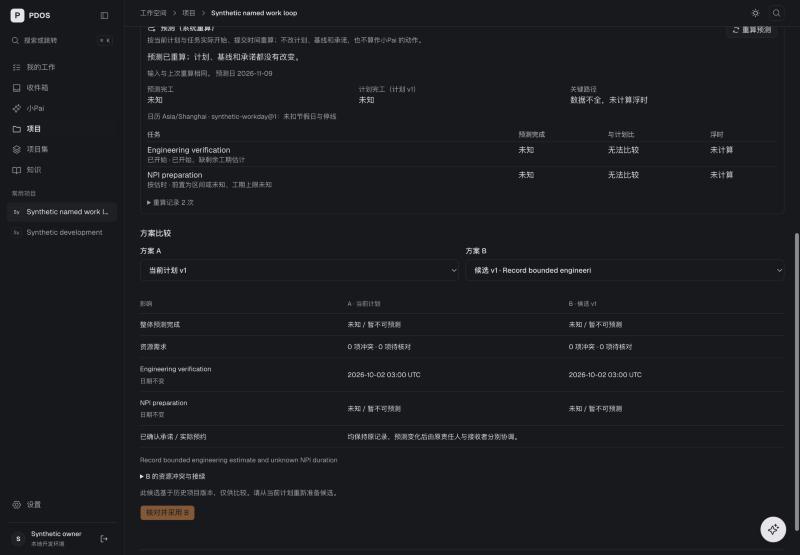 P PDOS
工作空间 > 项目 > Synthetic named work loop
搜索或跳转 ⌘ K
我的工作
收件箱
小Pai
项目
项目集
知识
常用项目
Sy Synthetic named work l...
Sy Synthetic development
设置
S Synthetic owner
本地开发环境
预测（系统重算）
重算预测
按当前计划与任务实际开始、提交时间重算；不改计划、基线和承诺，也不算作小Pai 的动作。
预测已重算；计划、基线和承诺都没有改变。
输入与上次重算相同。 预测日 2026-11-09
预测完工 计划完工（计划 v1） 关键路径
未知 未知 数据不全，未计算浮时
日历 Asia/Shanghai · synthetic-workday@1 · 未扣节假日与停线
任务 预测完成 与计划比 浮时
Engineering verification 未知 无法比较 未计算
已开始 · 已开始，缺剩余工期估计
NPI preparation 未知 无法比较 未计算
按估时 · 前置为区间或未知，工期上限未知
重算记录 2 次
方案比较
方案 A 方案 B
当前计划 v1 候选 v1 · Record bounded engineeri
影响 A · 当前计划 B · 候选 v1
整体预测完成 未知 / 暂不可预测 未知 / 暂不可预测
资源需求 0 项冲突 · 0 项待核对 0 项冲突 · 0 项待核对
Engineering verification 2026-10-02 03:00 UTC 2026-10-02 03:00 UTC
日期不变
NPI preparation 未知 / 暂不可预测 未知 / 暂不可预测
日期不变
已确认承诺 / 实际预约 均保持原记录，预测变化后由原责任人与接收者分别协调。
Record bounded engineering estimate and unknown NPI duration
B 的资源冲突与接续
此候选基于历史项目版本，仅供比较。请从当前计划重新准备候选。
核对并采用 B